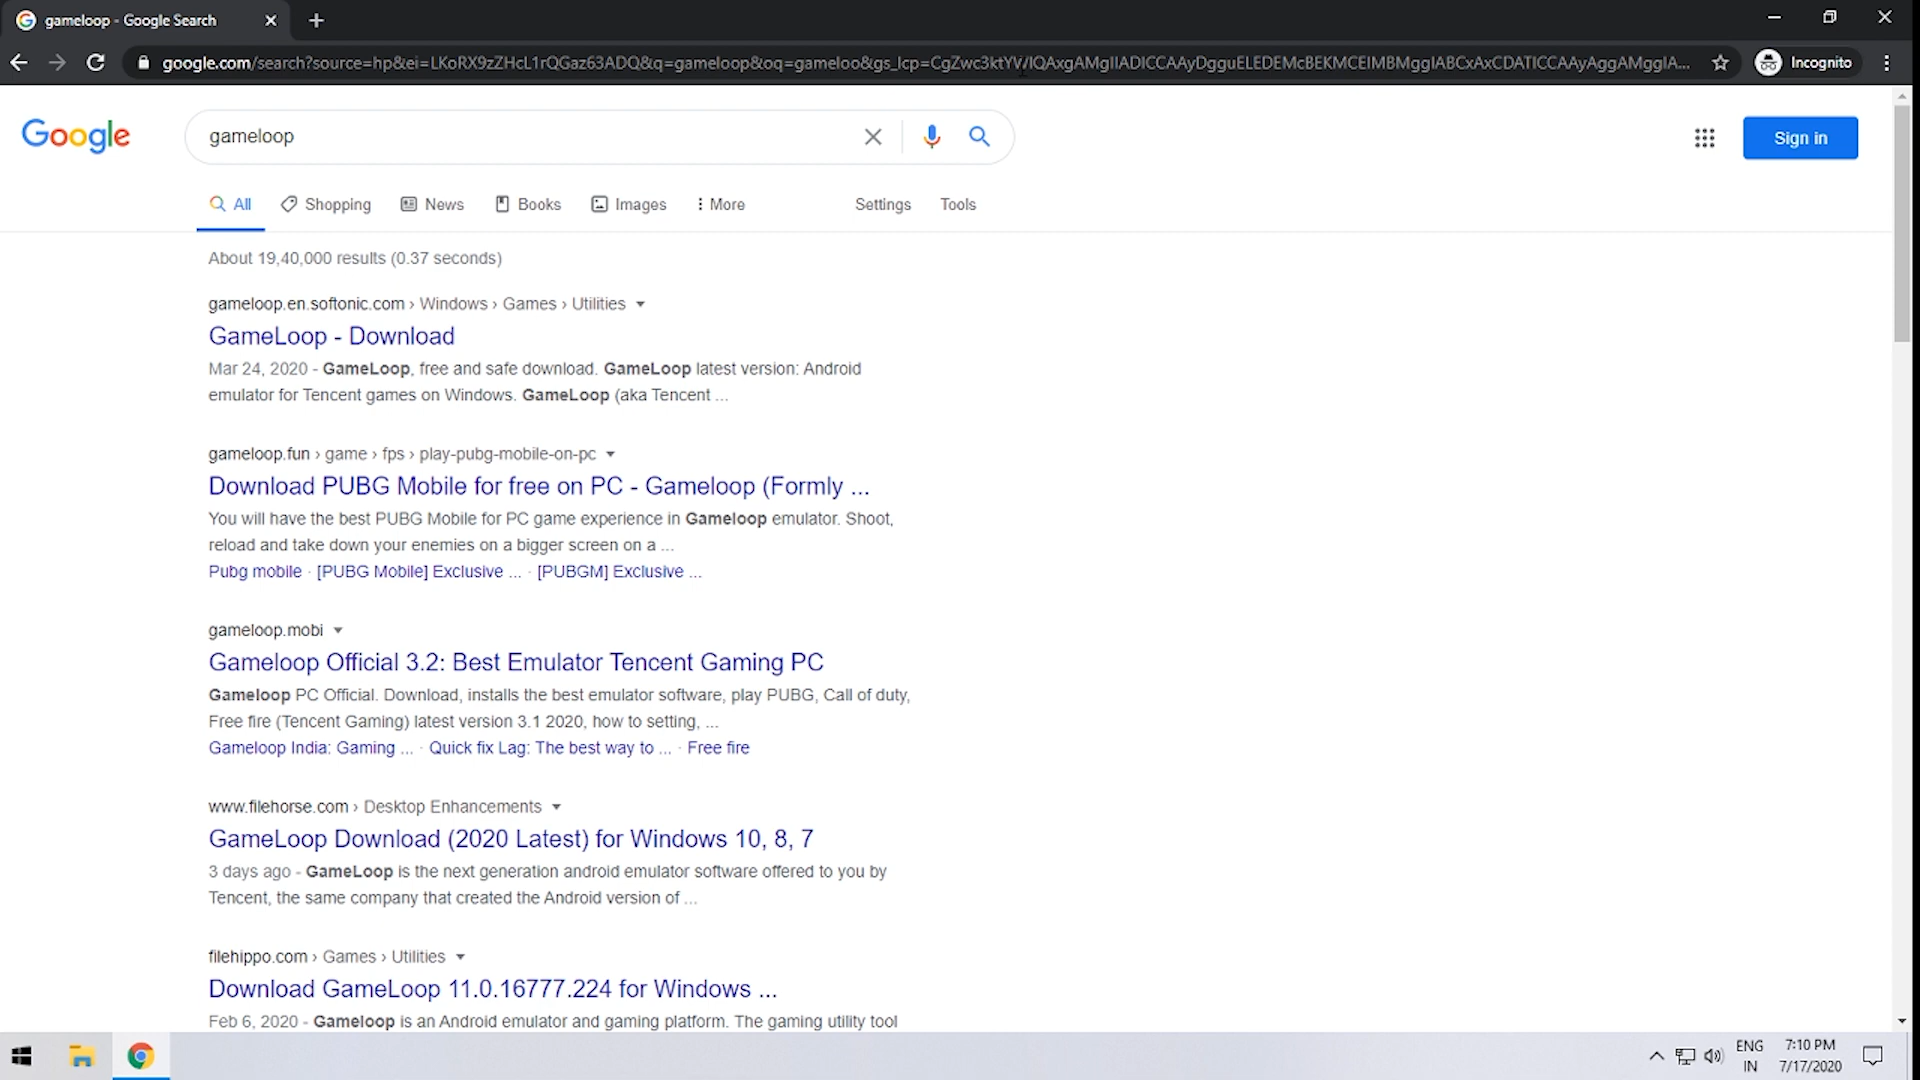 gameloop - Google Search
google.com/search?source=hp&ei=LKoRX9zZHcL1rQGaz63ADQ&q=gameloop&oq=gameloo&gs_lcp=
Incognito
Google
gameloop
Sign in
All
Shopping
News
Books
Images
More
Settings
Tools
About 19,40,000 results (0.37 seconds)
gameloop.en.softonic.com › Windows › Games › Utilities
GameLoop - Download
Mar 24, 2020 - GameLoop, free and safe download. GameLoop latest version: Android
emulator for Tencent games on Windows. GameLoop (aka Tencent ...
gameloop.fun › game › fps › play-pubg-mobile-on-pc
Download PUBG Mobile for free on PC - Gameloop (Formly ...
You will have the best PUBG Mobile for PC game experience in Gameloop emulator. Shoot,
reload and take down your enemies on a bigger screen on a ...
Pubg mobile · [PUBG Mobile] Exclusive ... · [PUBGM] Exclusive ...
gameloop.mobi
Gameloop Official 3.2: Best Emulator Tencent Gaming PC
Gameloop PC Official. Download, installs the best emulator software, play PUBG, Call of duty,
Free fire (Tencent Gaming) latest version 3.1 2020, how to setting, ...
Gameloop India: Gaming ... · Quick fix Lag: The best way to ... · Free fire
www.filehorse.com › Desktop Enhancements
GameLoop Download (2020 Latest) for Windows 10, 8, 7
3 days ago - GameLoop is the next generation android emulator software offered to you by
Tencent, the same company that created the Android version of ...
filehippo.com › Games › Utilities
Download GameLoop 11.0.16777.224 for Windows ...
Feb 6, 2020 - Gameloop is an Android emulator and gaming platform. The gaming utility tool
ENG
IN
7:10 PM
7/17/2020